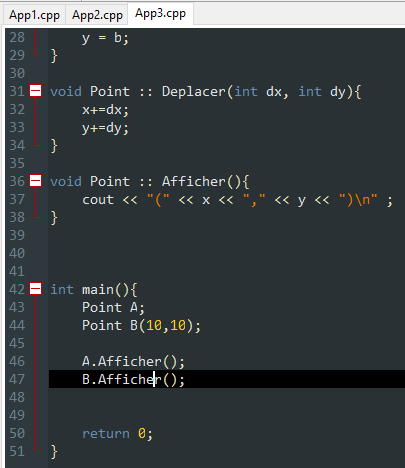 App1.cpp App2.cpp App3.cpp
28 y = b;
29 }
30
31 void Point :: Deplacer(int dx, int dy){
32 x+=dx;
33 y+=dy;
34 }
35
36 void Point :: Afficher(){
37 cout << "(" << x << "," << y << ")\n" ;
38 }
39
40
41
42 int main(){
43 Point A;
44 Point B(10,10);
45
46 A.Afficher();
47 B.Afficher();
48
49
50 return 0;
51 }